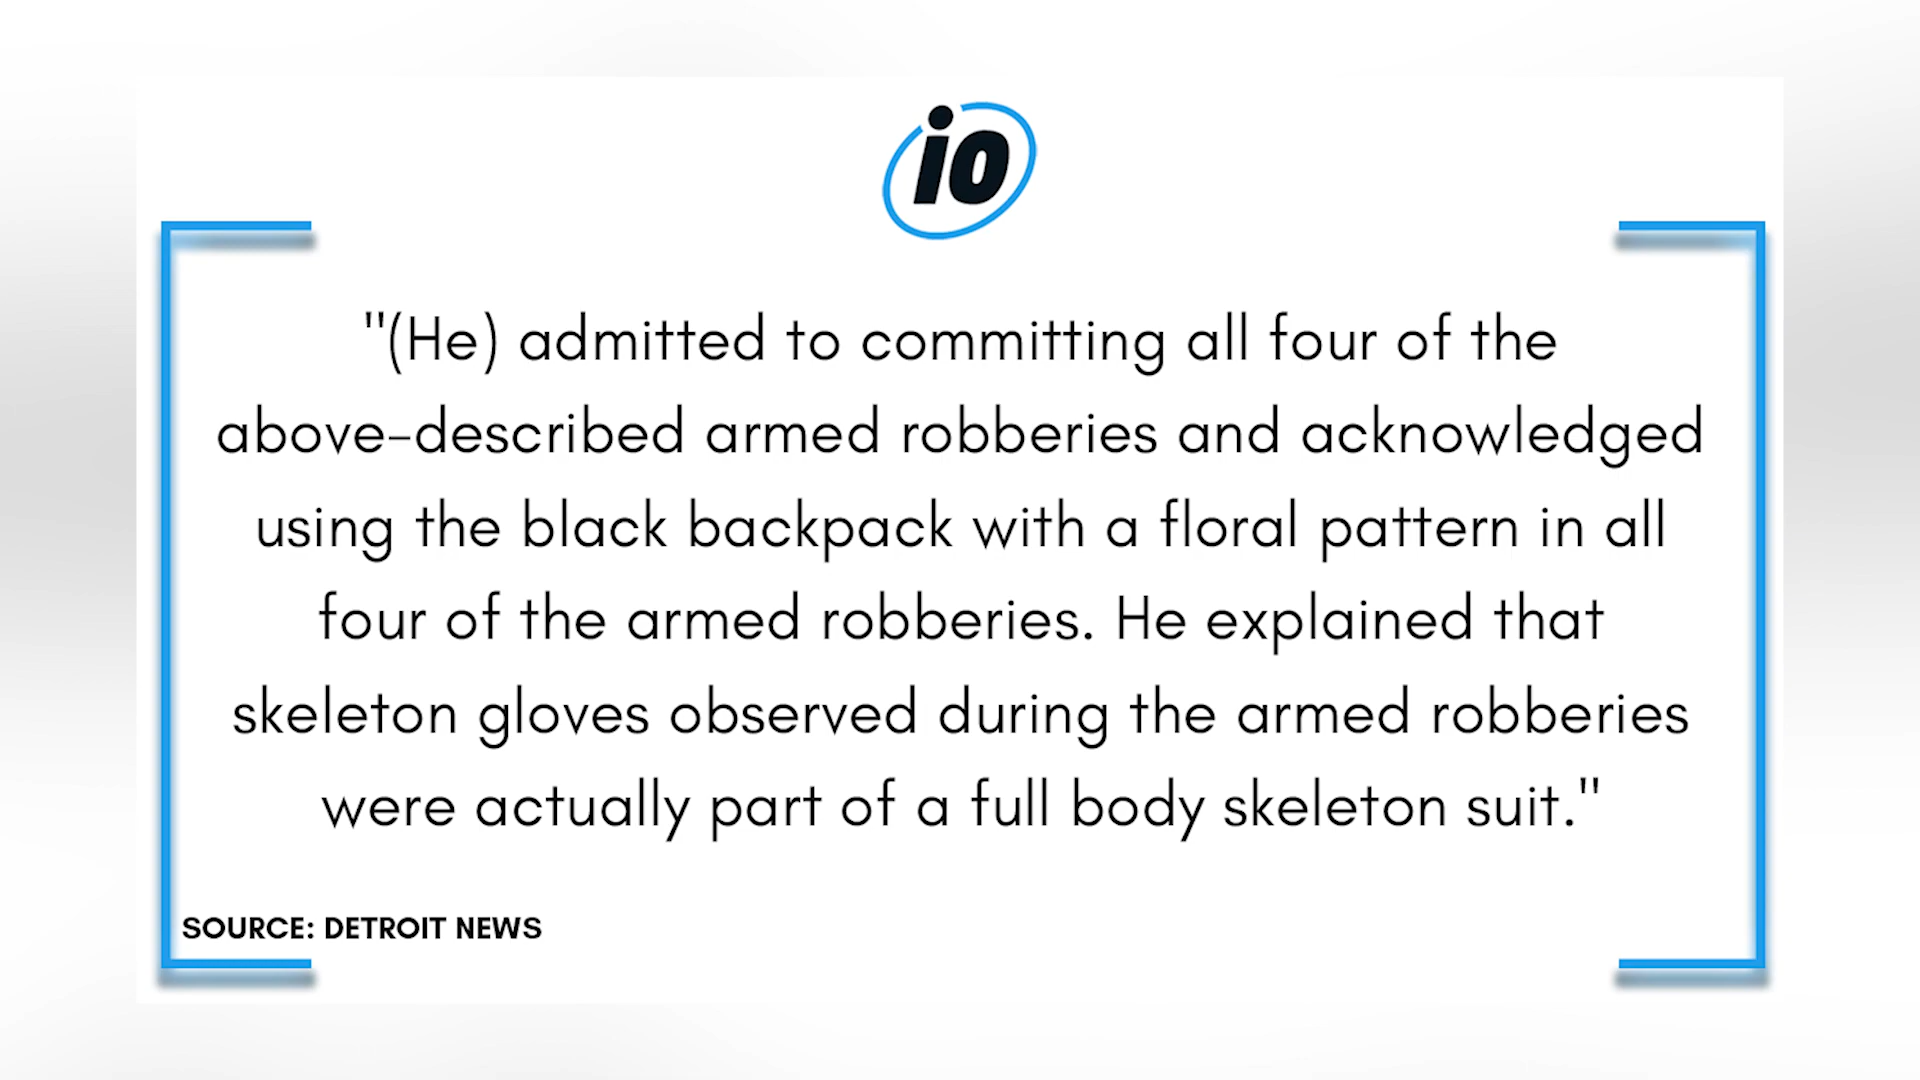 io
"(He) admitted to committing all four of the
above-described armed robberies and acknowledged
using the black backpack with a floral pattern in all
four of the armed robberies. He explained that
skeleton gloves observed during the armed robberies
were actually part of a full body skeleton suit."
SOURCE: DETROIT NEWS